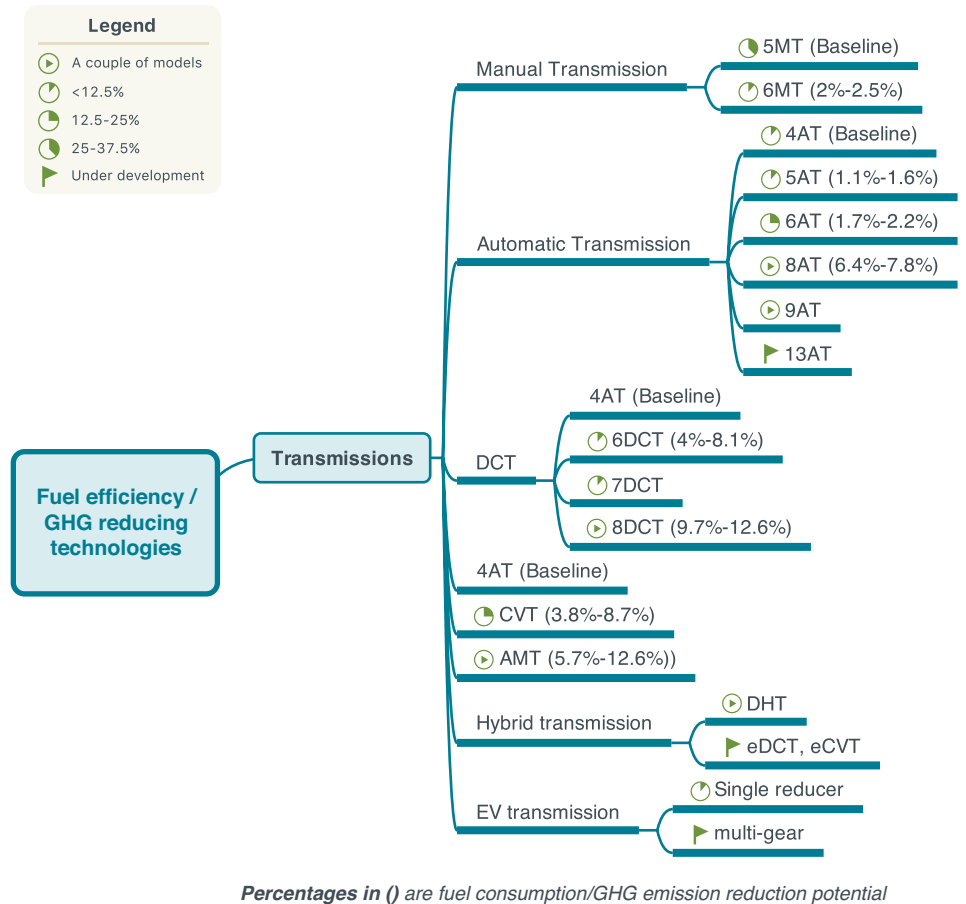 Legend
A couple of models
<12.5%
12.5-25%
25-37.5%
Under development
Fuel efficiency /
GHG reducing
technologies
Transmissions
Manual Transmission
5MT (Baseline)
6MT (2%-2.5%)
Automatic Transmission
4AT (Baseline)
5AT (1.1%-1.6%)
6AT (1.7%-2.2%)
8AT (6.4%-7.8%)
9AT
13AT
DCT
4AT (Baseline)
6DCT (4%-8.1%)
7DCT
8DCT (9.7%-12.6%)
4AT (Baseline)
CVT (3.8%-8.7%)
AMT (5.7%-12.6%))
Hybrid transmission
DHT
eDCT, eCVT
EV transmission
Single reducer
multi-gear
Percentages in () are fuel consumption/GHG emission reduction potential